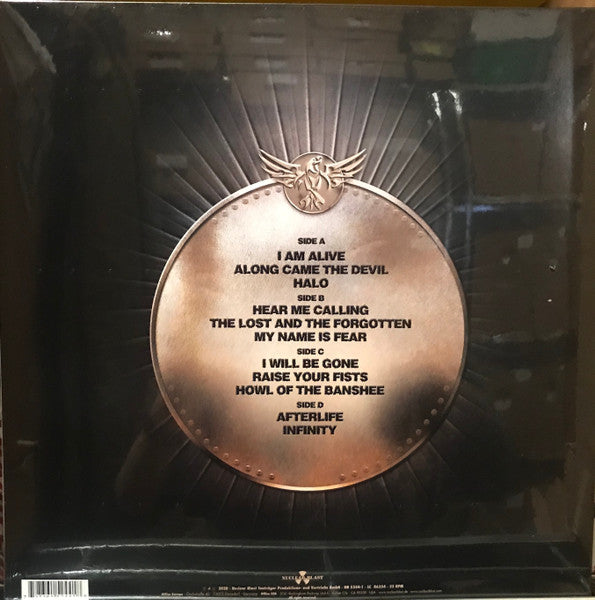 SIDE A
I AM ALIVE
ALONG CAME THE DEVIL
HALO
SIDE B
HEAR ME CALLING
THE LOST AND THE FORGOTTEN
MY NAME IS FEAR
SIDE C
I WILL BE GONE
RAISE YOUR FISTS
HOWL OF THE BANSHEE
SIDE D
AFTERLIFE
INFINITY
NUCLEAR BLAST